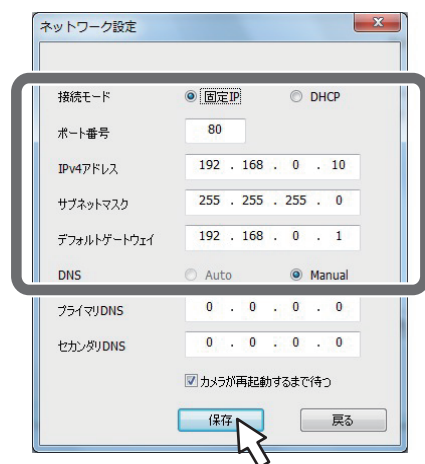 ネットワーク設定
接続モード 固定IP DHCP
ポート番号 80
IPv4アドレス 192 . 168 . 0 . 10
サブネットマスク 255 . 255 . 255 . 0
デフォルトゲートウェイ 192 . 168 . 0 . 1
DNS Auto Manual
プライマリDNS 0 . 0 . 0 . 0
セカンダリDNS 0 . 0 . 0 . 0
カメラが再起動するまで待つ
保存 戻る